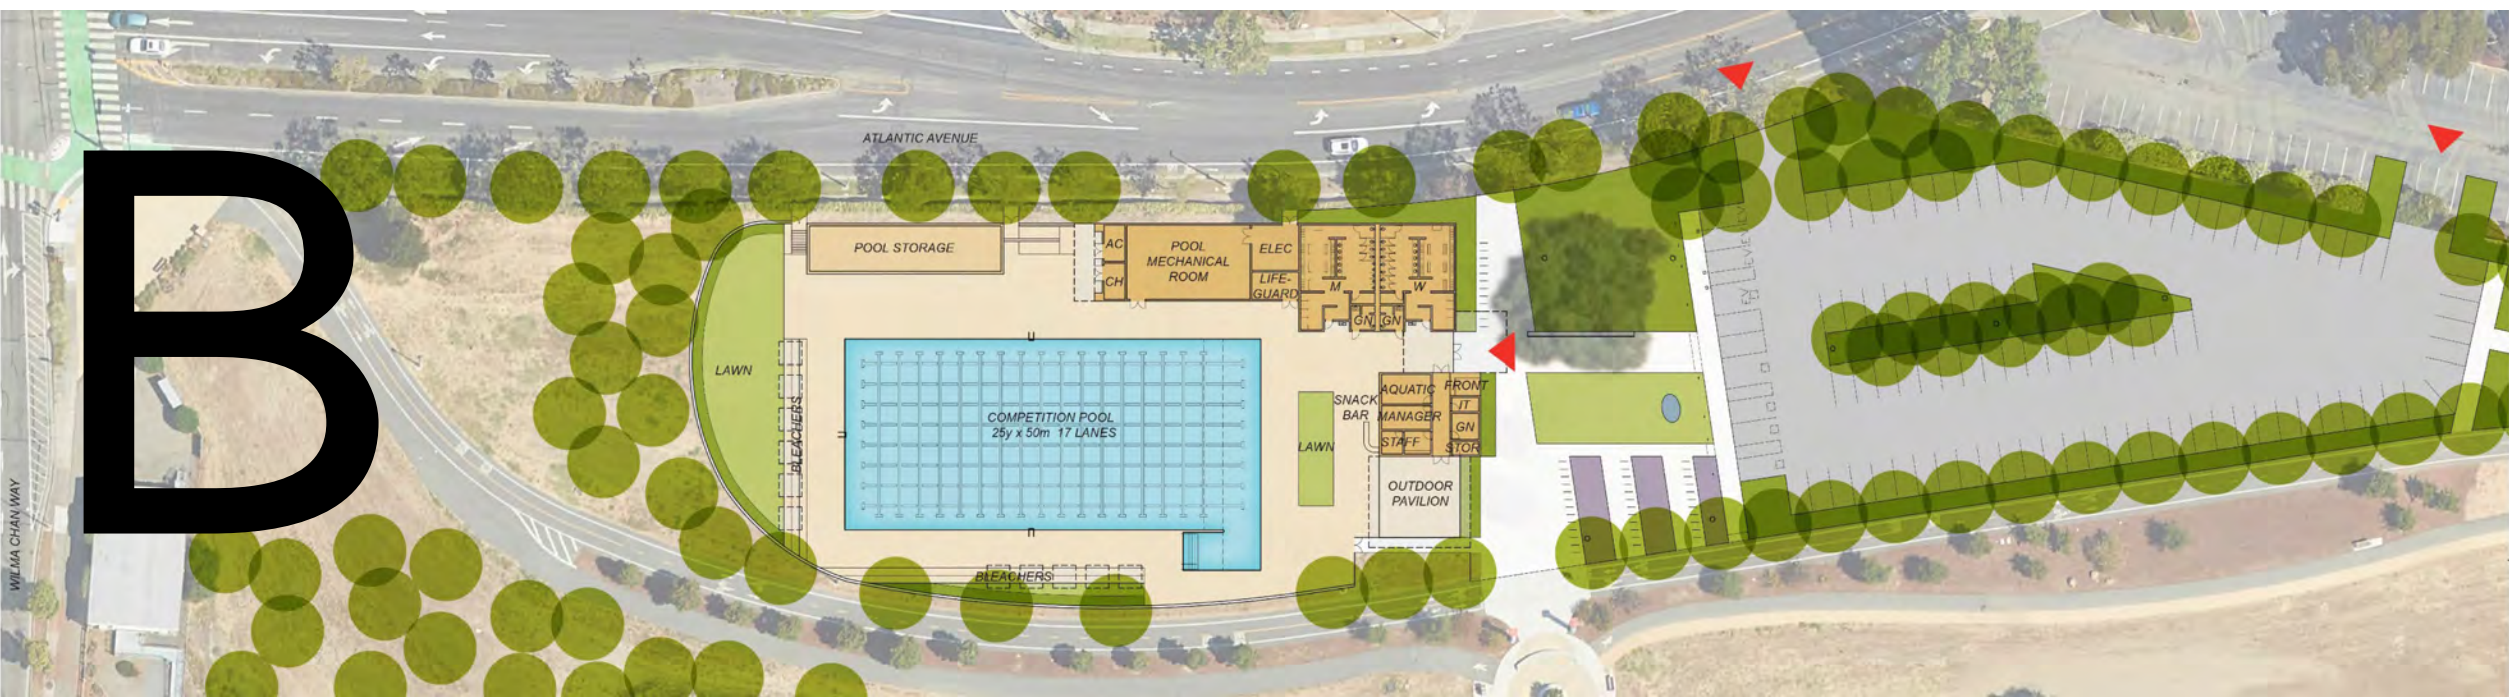 B
ATLANTIC AVENUE
WILMA CHAN WAY
POOL STORAGE
AC
CH
POOL
MECHANICAL
ROOM
ELEC
LIFE-
GUARD
M
W
GN
GN
LAWN
BLEACHERS
COMPETITION POOL
25y x 50m 17 LANES
LAWN
SNACK
BAR
AQUATIC
MANAGER
STAFF
FRONT
IT
GN
STOR
OUTDOOR
PAVILION
BLEACHERS
EV